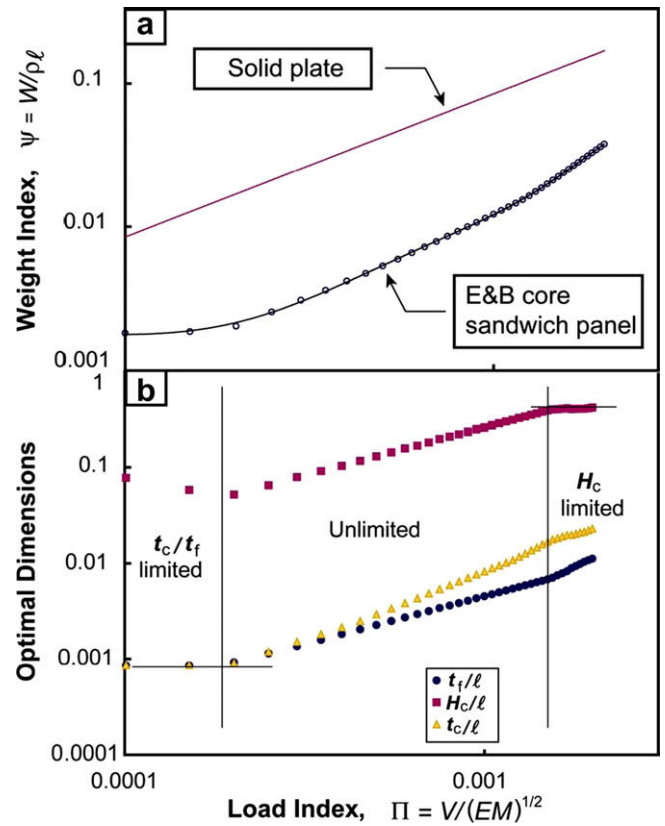 a
Weight Index, Ψ = W/ρℓ
0.1
0.01
0.001
Solid plate
E&B core
sandwich panel
b
Optimal Dimensions
1
0.1
0.01
0.001
0.0001
tc/tf
limited
Unlimited
Hc
limited
tf/ℓ
Hc/ℓ
tc/ℓ
0.0001
0.001
Load Index, Π = V/(EM)^1/2